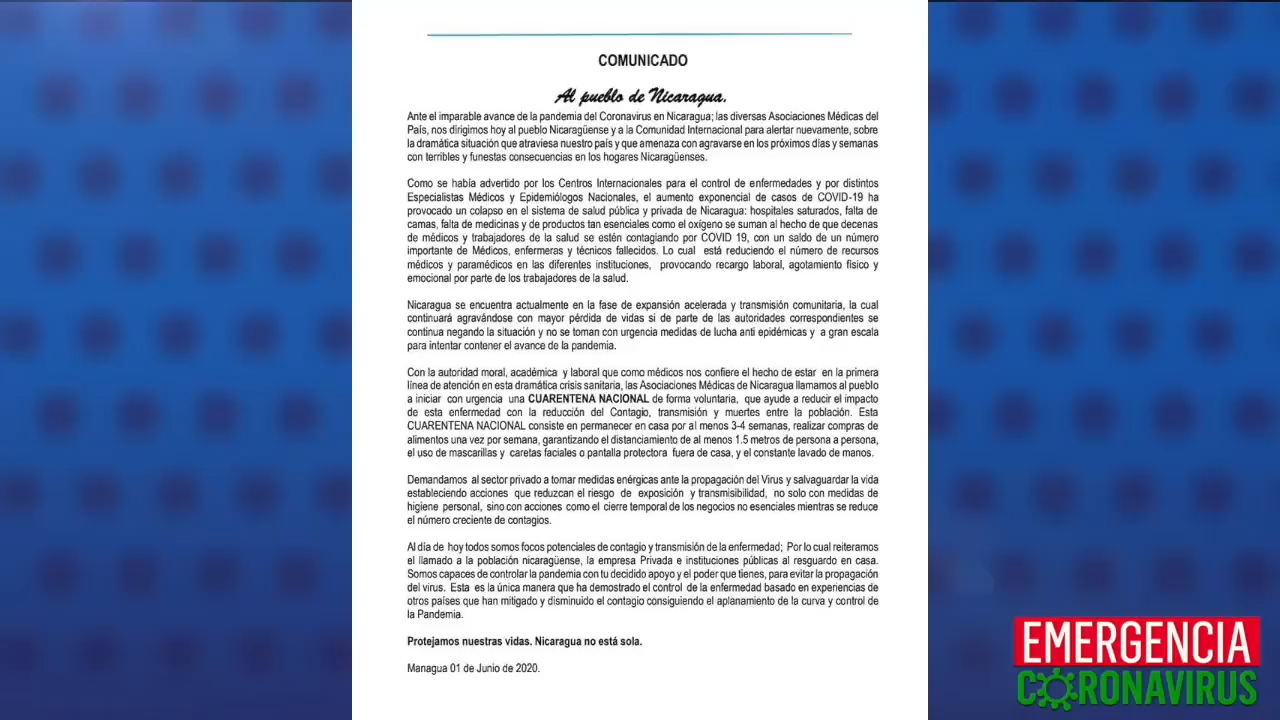 COMUNICADO
Al pueblo de Nicaragua.
Ante el imparable avance de la pandemia del Coronavirus en Nicaragua; las diversas Asociaciones Médicas del
País, nos dirigimos hoy al pueblo Nicaragüense y a la Comunidad Internacional para alertar nuevamente, sobre
la dramática situación que atraviesa nuestro país y que amenaza con agravarse en los próximos días y semanas
con terribles y funestas consecuencias en los hogares Nicaragüenses.
Como se había advertido por los Centros Internacionales para el control de enfermedades y por distintos
Especialistas Médicos y Epidemiólogos Nacionales, el aumento exponencial de casos de COVID-19 ha
provocado un colapso en el sistema de salud pública y privada de Nicaragua: hospitales saturados, falta de
camas, falta de medicinas y de productos tan esenciales como el oxígeno se suman al hecho de que decenas
de médicos y trabajadores de la salud se estén contagiando por COVID 19, con un saldo de un número
importante de Médicos, enfermeras y técnicos fallecidos. Lo cual está reduciendo el número de recursos
médicos y paramédicos en las diferentes instituciones, provocando recargo laboral, agotamiento físico y
emocional por parte de los trabajadores de la salud.
Nicaragua se encuentra actualmente en la fase de expansión acelerada y transmisión comunitaria, la cual
continuará agravándose con mayor pérdida de vidas si de parte de las autoridades correspondientes se
continua negando la situación y no se toman con urgencia medidas de lucha anti epidémicas y a gran escala
para intentar contener el avance de la pandemia.
Con la autoridad moral, académica y laboral que como médicos nos confiere el hecho de estar en la primera
línea de atención en esta dramática crisis sanitaria, las Asociaciones Médicas de Nicaragua llamamos al pueblo
a iniciar con urgencia una CUARENTENA NACIONAL de forma voluntaria, que ayude a reducir el impacto
de esta enfermedad con la reducción del Contagio, transmisión y muertes entre la población. Esta
CUARENTENA NACIONAL consiste en permanecer en casa por al menos 3-4 semanas, realizar compras de
alimentos una vez por semana, garantizando el distanciamiento de al menos 1.5 metros de persona a persona,
el uso de mascarillas y caretas faciales o pantalla protectora fuera de casa, y el constante lavado de manos.
Demandamos al sector privado a tomar medidas enérgicas ante la propagación del Virus y salvaguardar la vida
estableciendo acciones que reduzcan el riesgo de exposición y transmisibilidad, no solo con medidas de
higiene personal, sino con acciones como el cierre temporal de los negocios no esenciales mientras se reduce
el número creciente de contagios.
Al día de hoy todos somos focos potenciales de contagio y transmisión de la enfermedad; Por lo cual reiteramos
el llamado a la población nicaragüense, la empresa Privada e instituciones públicas al resguardo en casa.
Somos capaces de controlar la pandemia con tu decidido apoyo y el poder que tienes, para evitar la propagación
del virus. Esta es la única manera que ha demostrado el control de la enfermedad basado en experiencias de
otros países que han mitigado y disminuido el contagio consiguiendo el aplanamiento de la curva y control de
la Pandemia.
Protejamos nuestras vidas. Nicaragua no está sola.
Managua 01 de Junio de 2020.
EMERGENCIA
CORONAVIRUS